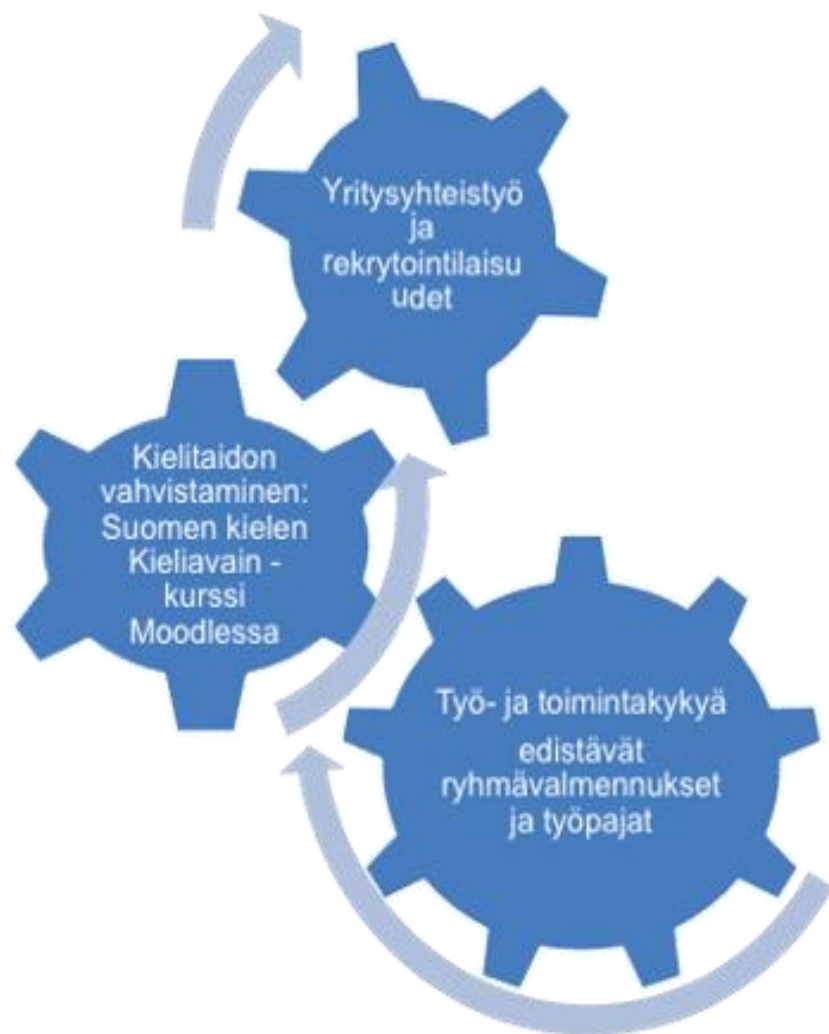 Yritysyhteistyö
ja
rekrytointilaisu
udet
Kielitaidon
vahvistaminen:
Suomen kielen
Kieliavain -
kurssi
Moodlessa
Työ- ja toimintakykyä
edistävät
ryhmävalmennukset
ja työpajat